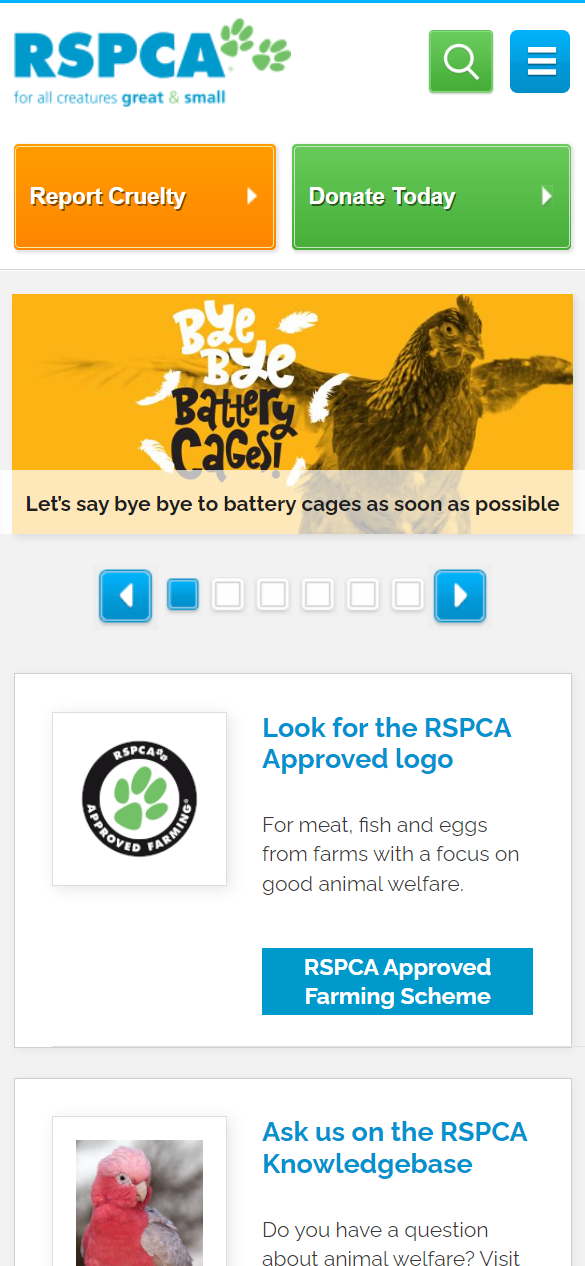 RSPCA
for all creatures great & small
Report Cruelty
Donate Today
Bye
Bye
Battery
Cages!
Let's say bye bye to battery cages as soon as possible
RSPCA
APPROVED FARMING
Look for the RSPCA
Approved logo
For meat, fish and eggs
from farms with a focus on
good animal welfare.
RSPCA Approved
Farming Scheme
Ask us on the RSPCA
Knowledgebase
Do you have a question
about animal welfare? Visit